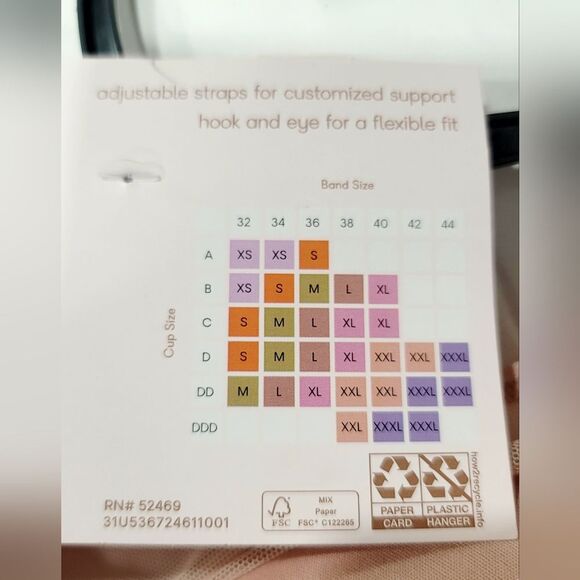 adjustable straps for customized support
hook and eye for a flexible fit
Band Size
32 34 36 38 40 42 44
Cup Size
A XS XS S
B XS S M L XL
C S M L XL XL
D S M L XL XXL XXL XXXL
DD M L XL XXL XXL XXXL XXXL
DDD XXL XXXL XXXL
RN# 52469
31U536724611001
FSC
MIX
Paper
FSC® C122265
PAPER
CARD
PLASTIC
HANGER
how2recycle.info